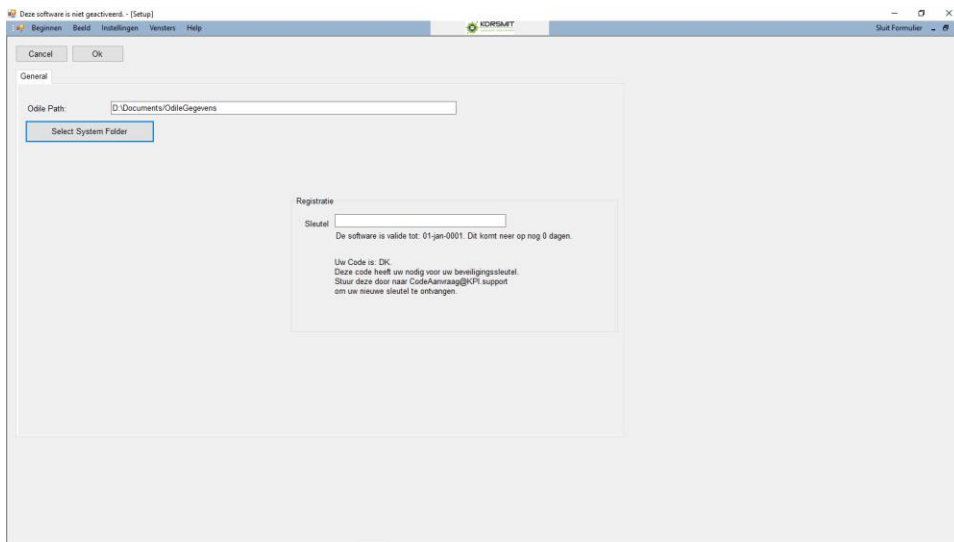 Deze software is niet geactiveerd. - [Setup]
Beginnen Beeld Instellingen Vensters Help KORSMIT Sluit Formulier
Cancel Ok
General
Odile Path: D:\Documents/OdileGegevens
Select System Folder
Registratie
Sleutel
De software is valide tot: 01-jan-0001. Dit komt neer op nog 0 dagen.
Uw Code is: DK.
Deze code heeft uw nodig voor uw beveiligingssleutel.
Stuur deze door naar CodeAanvraag@KPI.support
om uw nieuwe sleutel te ontvangen.